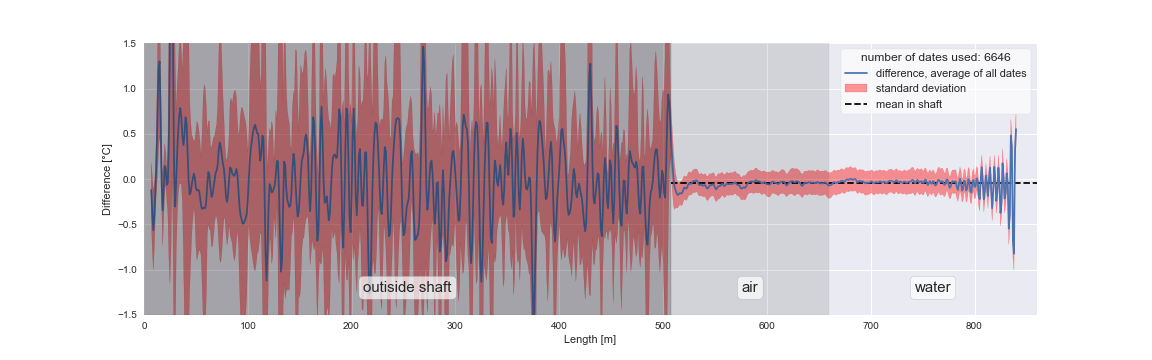 1.5
1.0
0.5
0.0
−0.5
−1.0
−1.5
Difference [°C]
number of dates used: 6646
difference, average of all dates
standard deviation
mean in shaft
outiside shaft
air
water
0 100 200 300 400 500 600 700 800
Length [m]